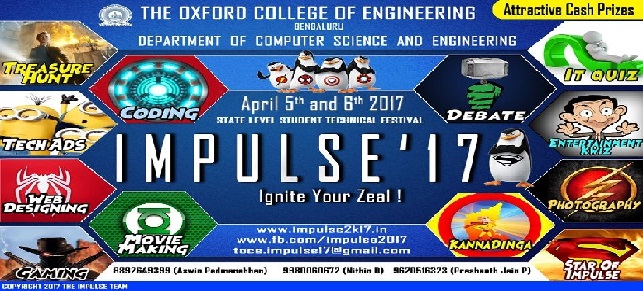 THE OXFORD COLLEGE OF ENGINEERING
BENGALURU
DEPARTMENT OF COMPUTER SCIENCE AND ENGINEERING
Attractive Cash Prizes
TREASURE
HUNT
CODING
April 5th and 6th 2017
STATE LEVEL STUDENT TECHNICAL FESTIVAL
DEBATE
IT QUIZ
TECH ADS
IMPULSE'17
Ignite Your Zeal !
ENTERTAINMENT
KWIZ
WEB
DESIGNING
MOVIE
MAKING
www.impulse2k17.in
www.fb.com/impulse2017
toce.impulse17@gmail.com
KANNADINGA
PHOTOGRAPHY
GAMING
STAR OF
IMPULSE
(Aswin Padmanabhan) 9980060672 (Nithin D) (Prashanth Jain P)
COPYRIGHT 2017 THE IMPULSE TEAM